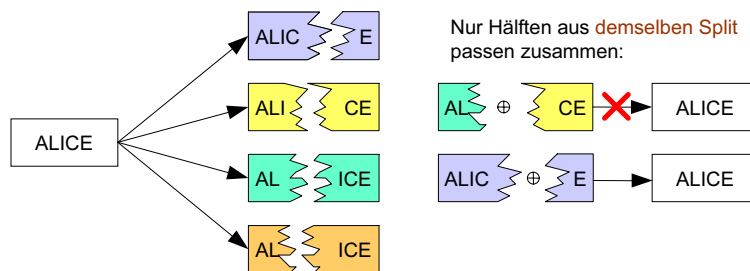 Nur Hälften aus demselben Split
passen zusammen:
ALICE
ALIC E
ALI CE
AL ICE
AL ICE
AL ⊕ CE ALICE
ALIC ⊕ E ALICE